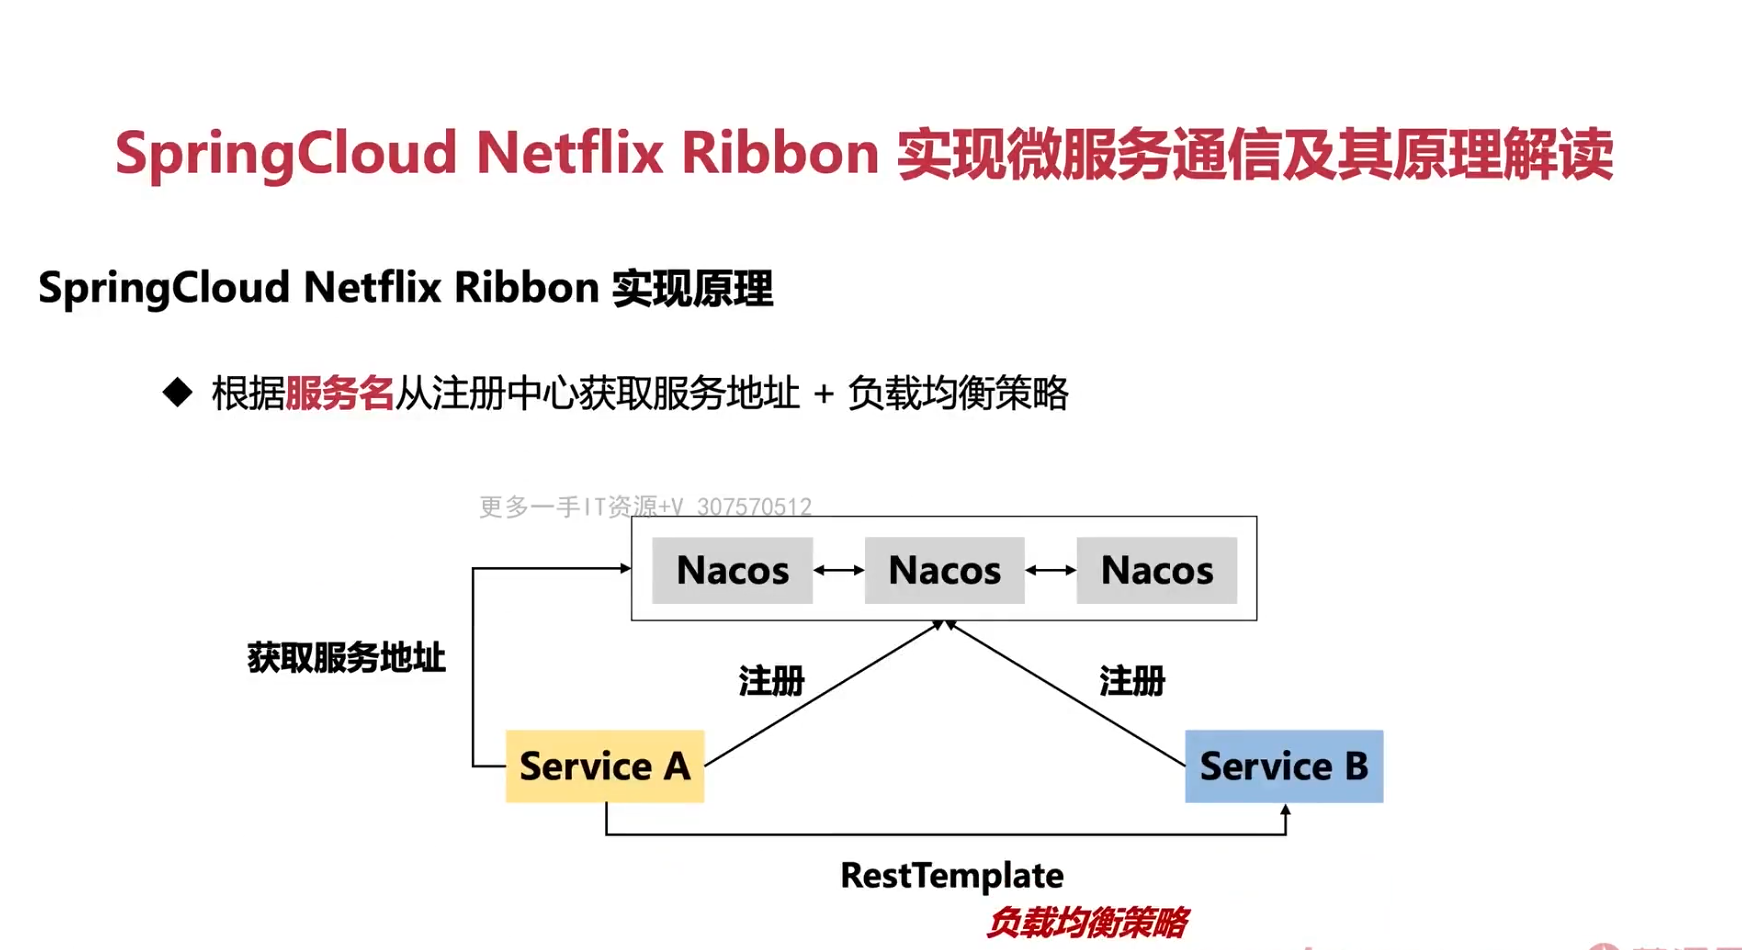 SpringCloud Netflix Ribbon 实现微服务通信及其原理解读
SpringCloud Netflix Ribbon 实现原理
◆ 根据服务名从注册中心获取服务地址 + 负载均衡策略
更多一手IT资源+V 307570512
Nacos Nacos Nacos
获取服务地址
注册 注册
Service A Service B
RestTemplate
负载均衡策略